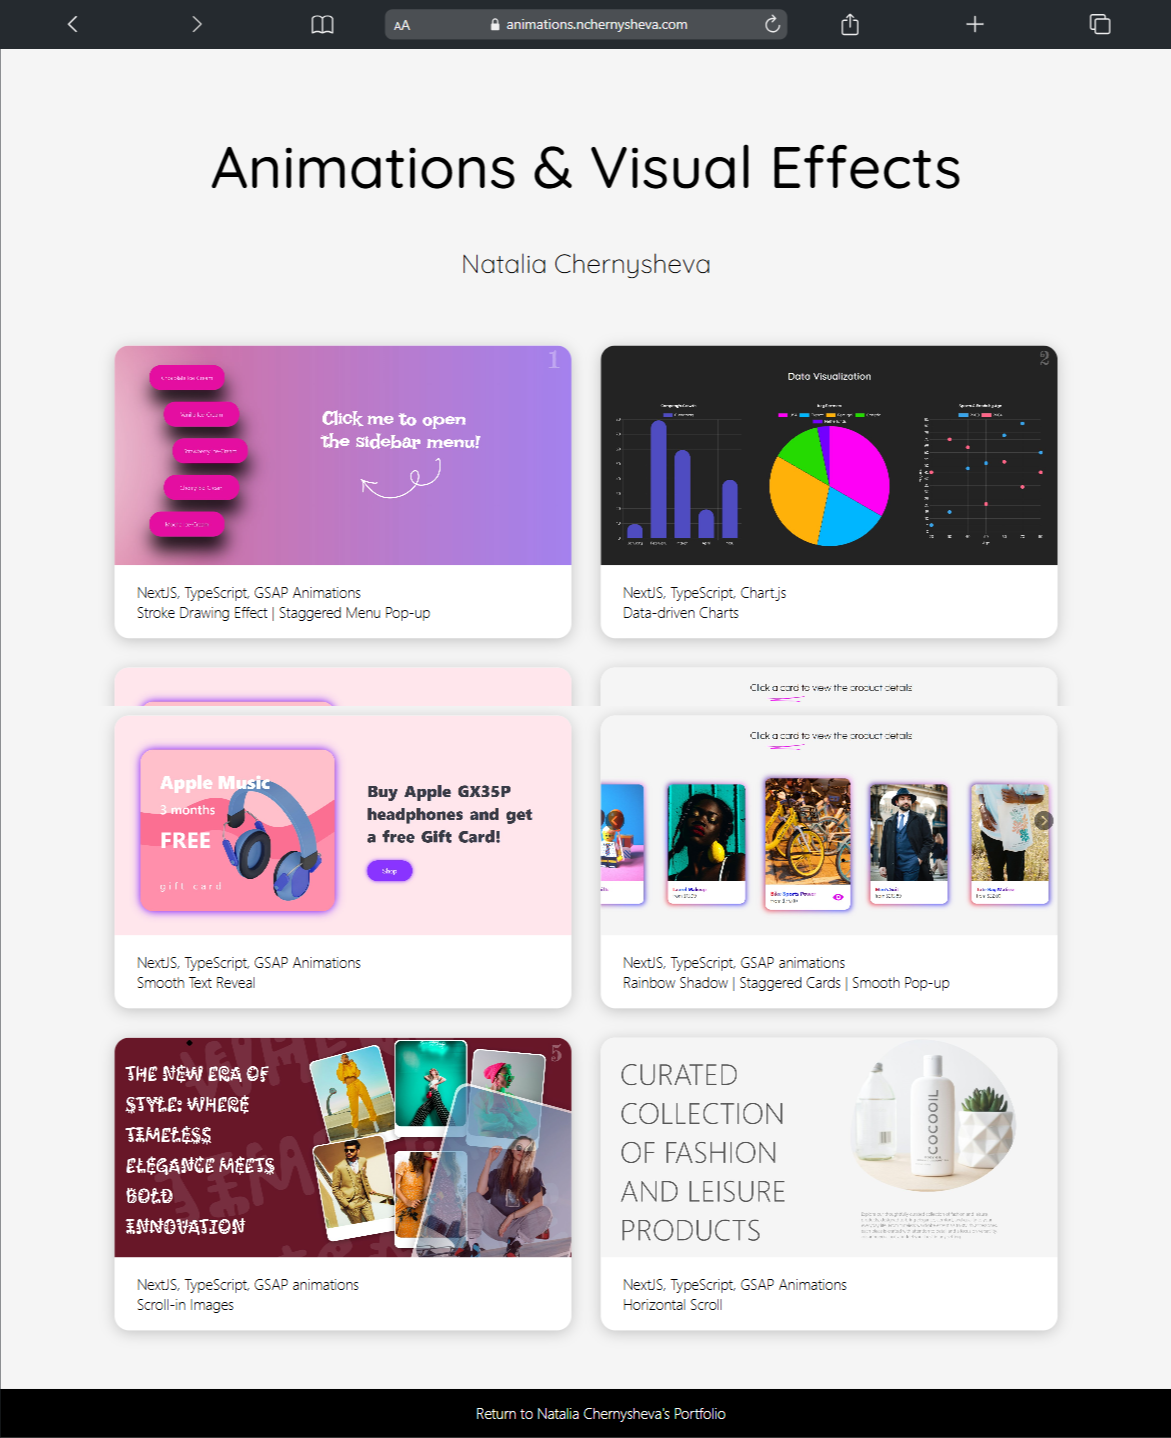 AA animations.nchernysheva.com
Animations & Visual Effects
Natalia Chernysheva
1
Click me to open
the sidebar menu!
NextJS, TypeScript, GSAP Animations
Stroke Drawing Effect | Staggered Menu Pop-up
2
Data Visualization
NextJS, TypeScript, Chart.js
Data-driven Charts
Click a card to view the product details
Apple Music
3 months
FREE
gift card
Buy Apple GX35P
headphones and get
a free Gift Card!
Shop
NextJS, TypeScript, GSAP Animations
Smooth Text Reveal
Click a card to view the product details
NextJS, TypeScript, GSAP animations
Rainbow Shadow | Staggered Cards | Smooth Pop-up
5
THE NEW ERA OF
STYLE: WHERE
TIMELESS
ELEGANCE MEETS
BOLD
INNOVATION
NextJS, TypeScript, GSAP animations
Scroll-in Images
CURATED
COLLECTION
OF FASHION
AND LEISURE
PRODUCTS
COCOOIL
NextJS, TypeScript, GSAP Animations
Horizontal Scroll
Return to Natalia Chernysheva's Portfolio